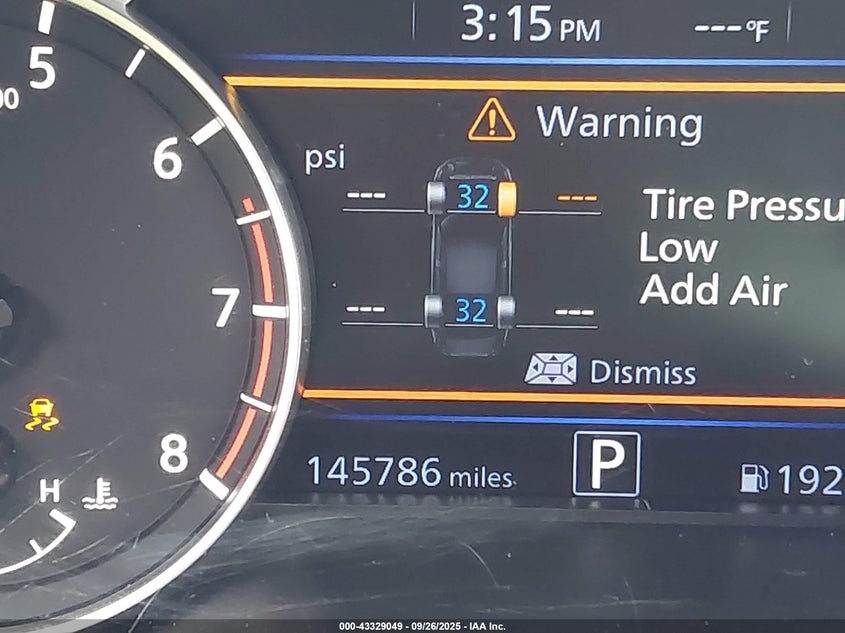 3:15 PM
---°F
5
6
7
8
H
Warning
psi
--- 32 ---
--- 32 ---
Tire Pressu
Low
Add Air
Dismiss
145786 miles
P
192
000-43329049 - 09/26/2025 - IAA Inc.